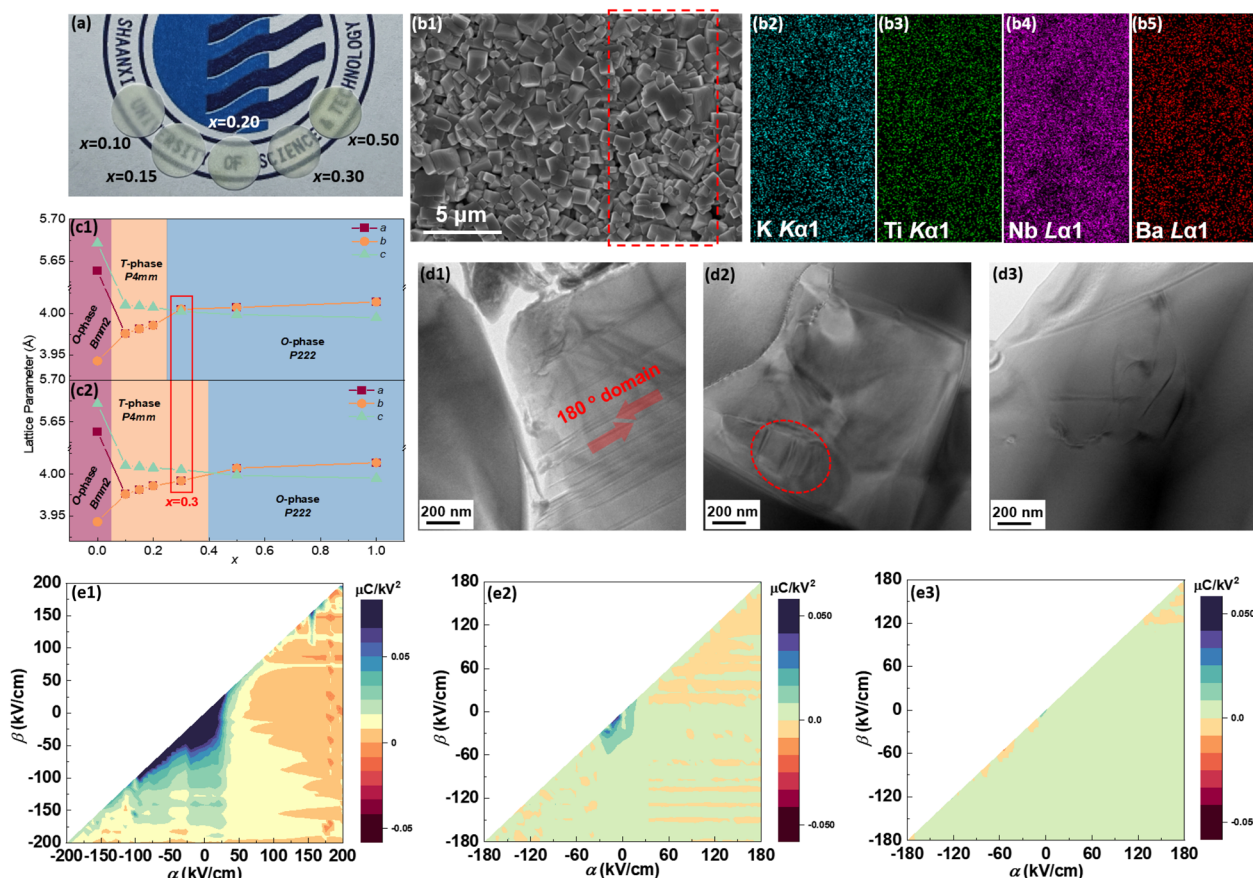 (a)
SHAANXI UNIVERSITY OF SCIENCE & TECHNOLOGY
x=0.10
x=0.15
x=0.20
x=0.30
x=0.50
(b1)
5 μm
(b2)
K Kα1
(b3)
Ti Kα1
(b4)
Nb Lα1
(b5)
Ba Lα1
Lattice Parameter (Å)
5.70
5.65
4.00
3.95
(c1)
T-phase
P4mm
a
b
c
O-phase
Bmm2
O-phase
P222
5.70
5.65
4.00
3.95
(c2)
T-phase
P4mm
a
b
c
O-phase
Bmm2
O-phase
P222
x=0.3
0.0 0.2 0.4 0.6 0.8 1.0
x
(d1)
180 º domain
200 nm
(d2)
200 nm
(d3)
200 nm
(e1)
μC/kV²
0.05
0
-0.05
β (kV/cm)
200
150
100
50
0
-50
-100
-150
-200
-200 -150 -100 -50 0 50 100 150 200
α (kV/cm)
(e2)
μC/kV²
0.050
0.0
-0.050
β (kV/cm)
180
120
60
0
-60
-120
-180
-180 -120 -60 0 60 120 180
α (kV/cm)
(e3)
μC/kV²
0.050
0.0
-0.050
β (kV/cm)
180
120
60
0
-60
-120
-180
-180 -120 -60 0 60 120 180
α (kV/cm)